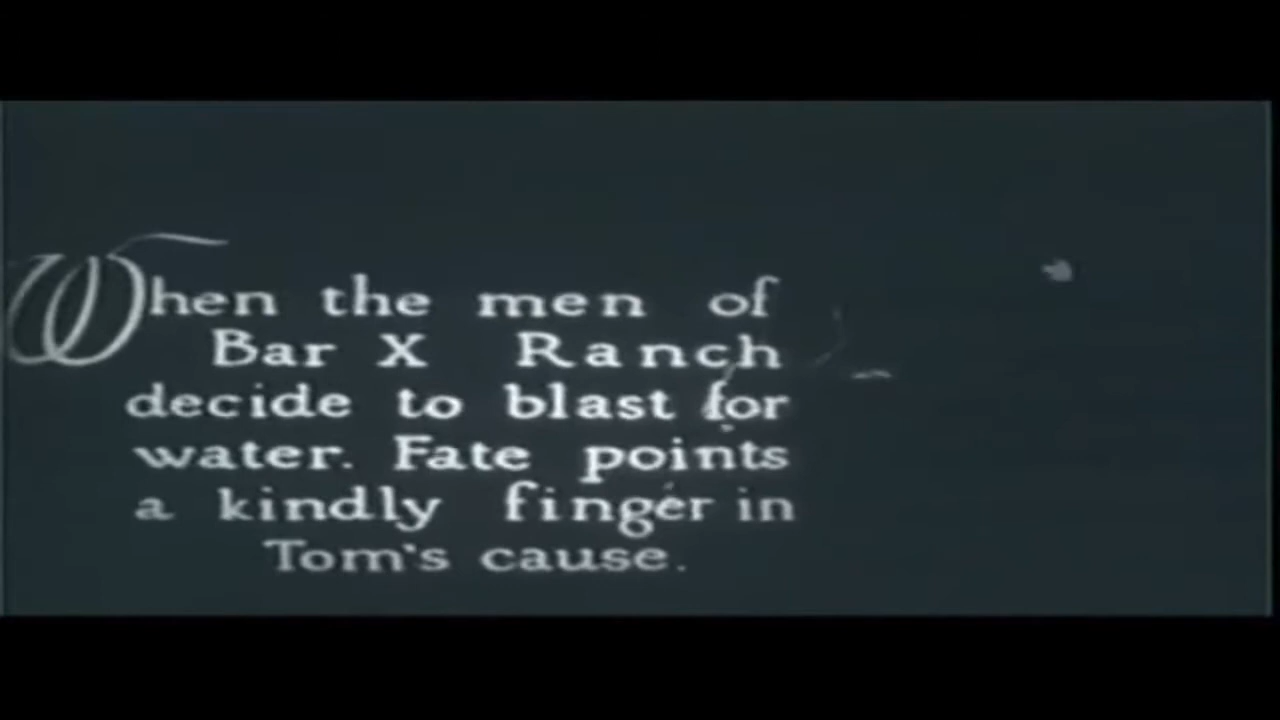 When the men of
Bar X Ranch
decide to blast for
water. Fate points
a kindly finger in
Tom's cause.